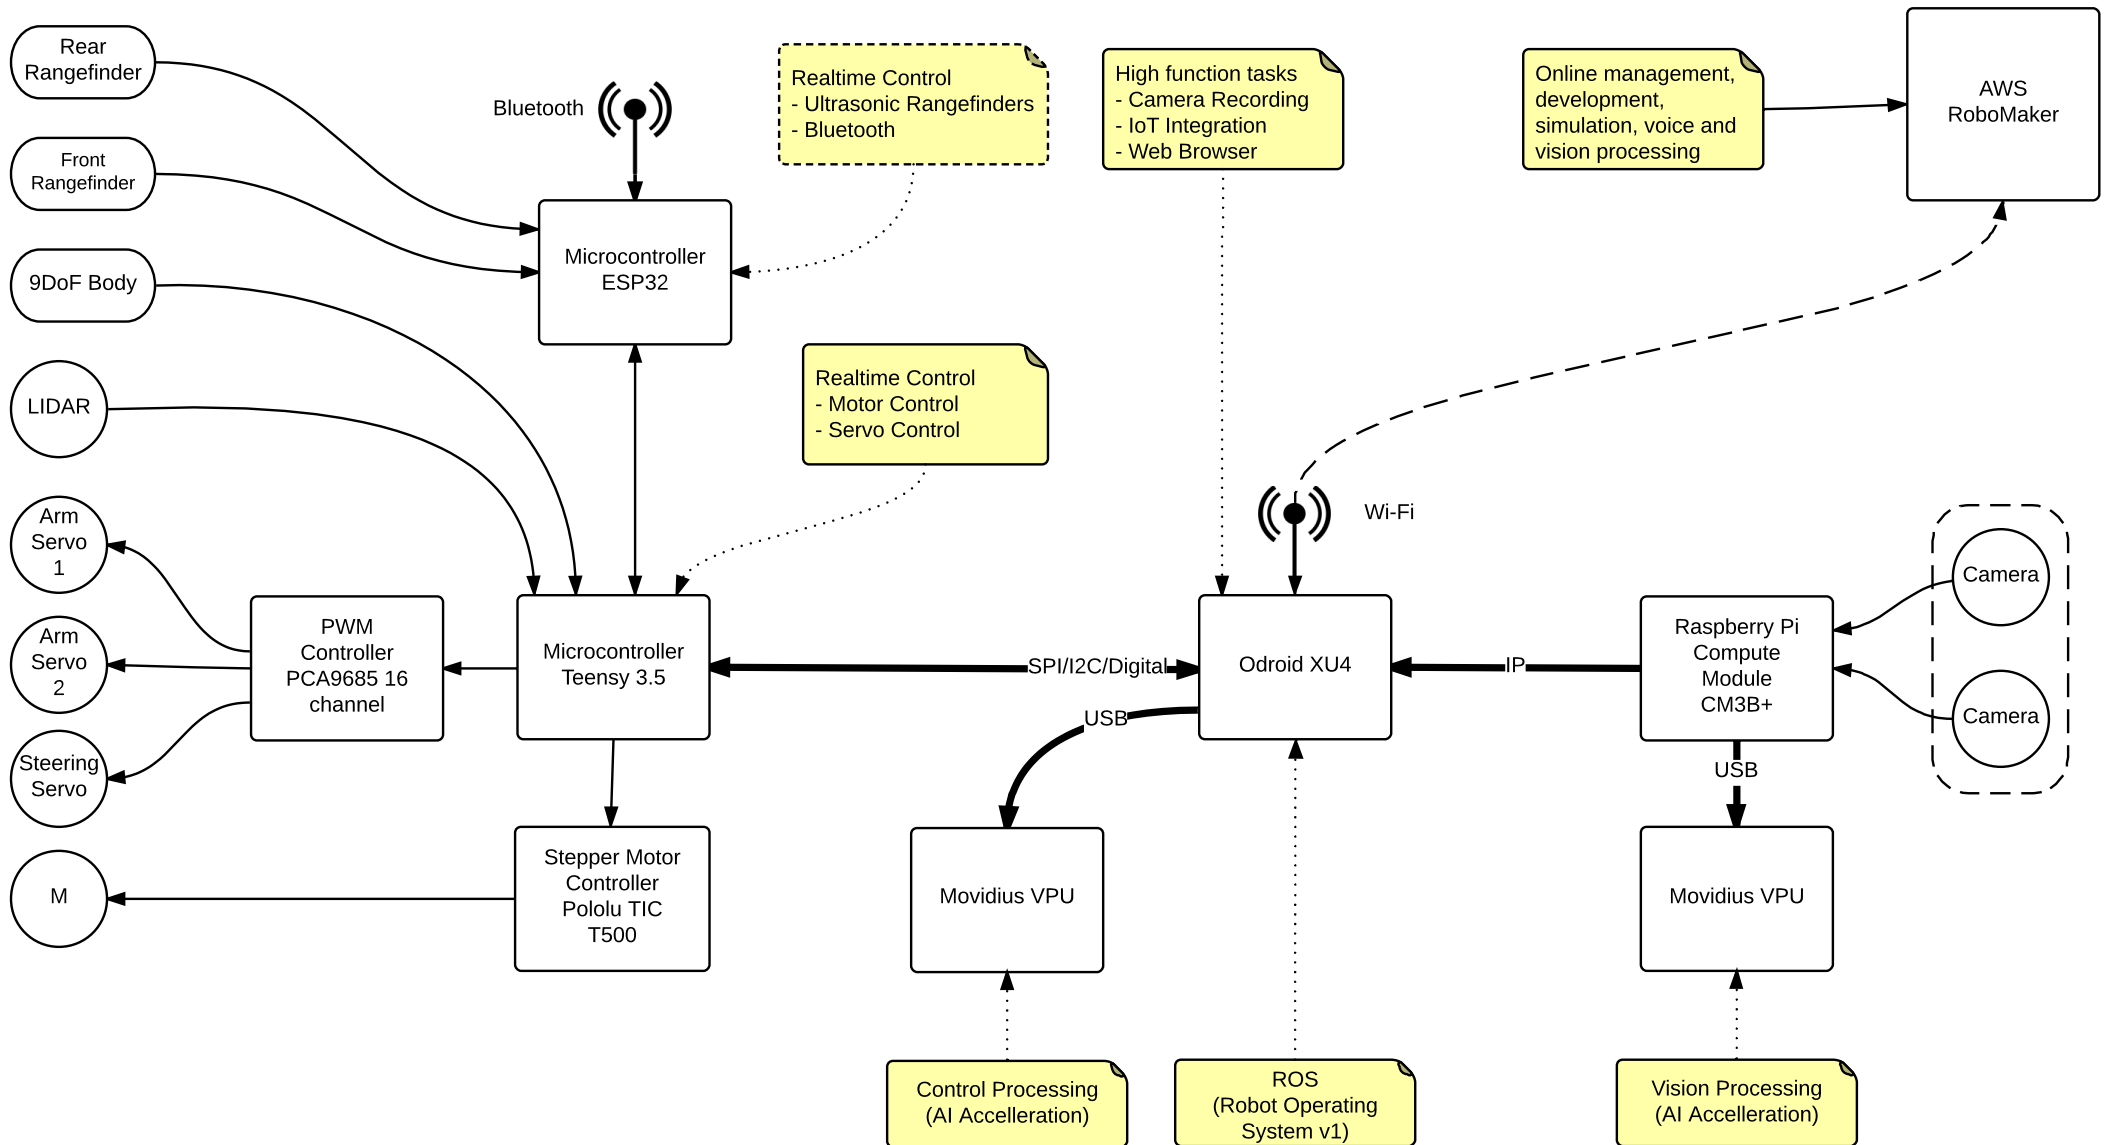 Rear
Rangefinder
Front
Rangefinder
9DoF Body
LIDAR
Arm
Servo
1
Arm
Servo
2
Steering
Servo
M
Bluetooth
Microcontroller
ESP32
Realtime Control
- Ultrasonic Rangefinders
- Bluetooth
High function tasks
- Camera Recording
- IoT Integration
- Web Browser
Online management,
development,
simulation, voice and
vision processing
AWS
RoboMaker
Realtime Control
- Motor Control
- Servo Control
Wi-Fi
PWM
Controller
PCA9685 16
channel
Microcontroller
Teensy 3.5
SPI/I2C/Digital
Odroid XU4
IP
Raspberry Pi
Compute
Module
CM3B+
Camera
Camera
USB
USB
Stepper Motor
Controller
Pololu TIC
T500
Movidius VPU
Movidius VPU
Control Processing
(AI Accelleration)
ROS
(Robot Operating
System v1)
Vision Processing
(AI Accelleration)